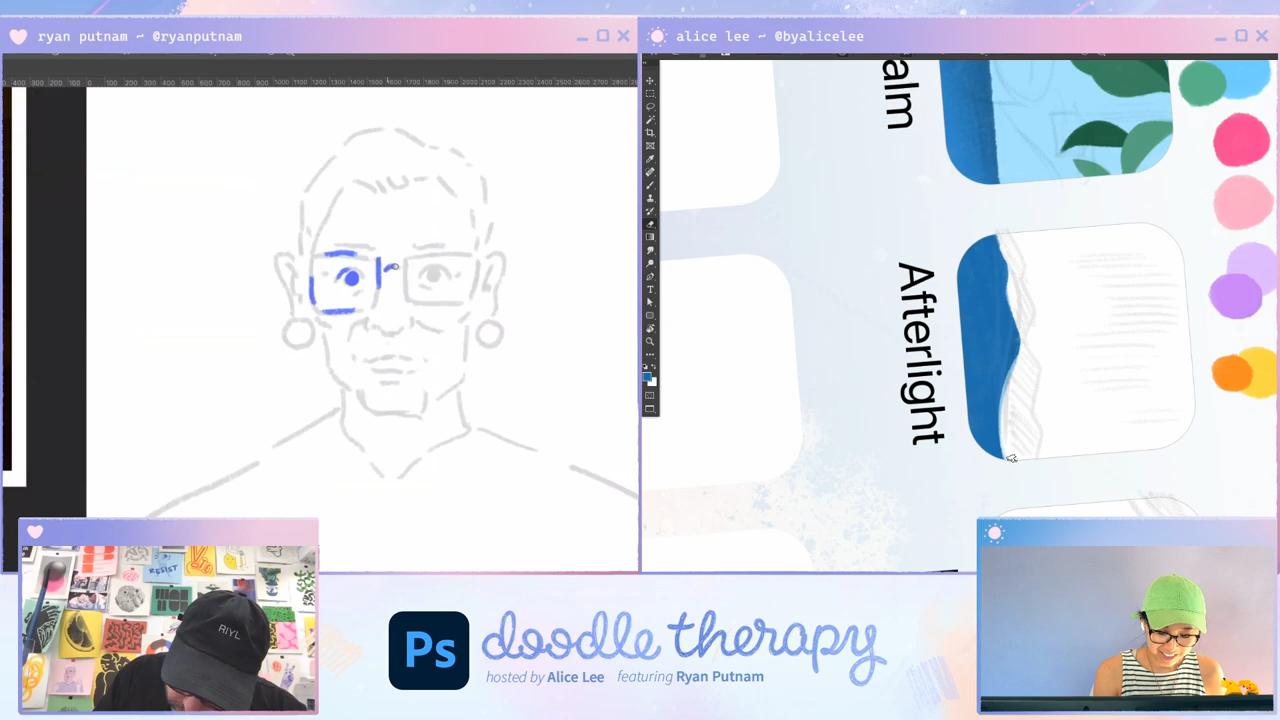 ryan putnam ~ @ryanputnam
alice lee ~ @byalicelee
alm
Afterlight
RESIST
RIYL
Ps
doodle therapy
hosted by Alice Lee featuring Ryan Putnam